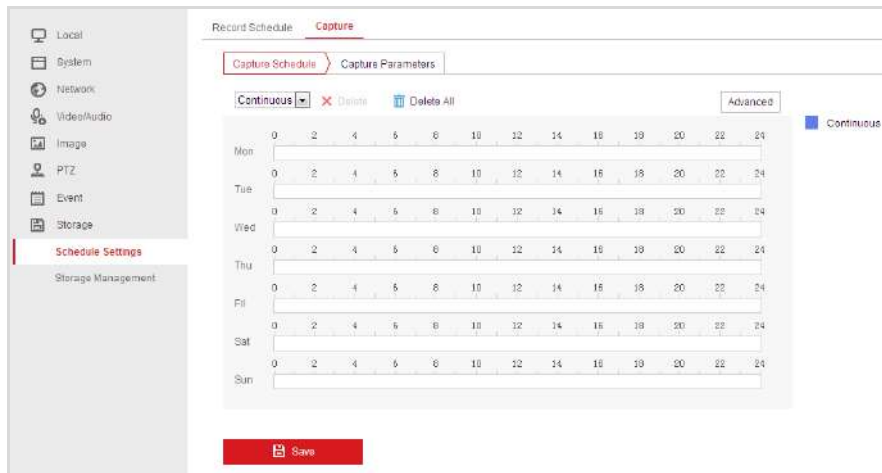 Record Schedule Capture
Local
System
Network
Video/Audio
Image
PTZ
Event
Storage
Schedule Settings
Storage Management
Capture Schedule Capture Parameters
Continuous Delete Delete All Advanced
Continuous
0 2 4 6 8 10 12 14 16 18 20 22 24
Mon
0 2 4 6 8 10 12 14 16 18 20 22 24
Tue
0 2 4 6 8 10 12 14 16 18 20 22 24
Wed
0 2 4 6 8 10 12 14 16 18 20 22 24
Thu
0 2 4 6 8 10 12 14 16 18 20 22 24
Fri
0 2 4 6 8 10 12 14 16 18 20 22 24
Sat
0 2 4 6 8 10 12 14 16 18 20 22 24
Sun
Save